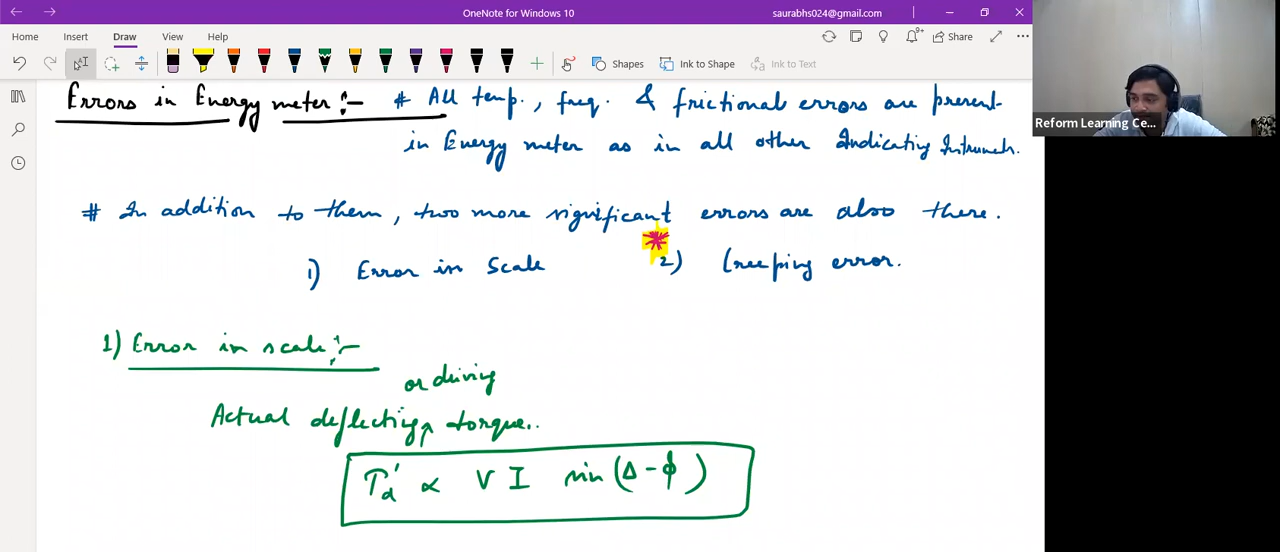 OneNote for Windows 10
saurabhs024@gmail.com
Home Insert Draw View Help
Shapes Ink to Shape Ink to Text Share
Reform Learning Ce...
Errors in Energy meter :- # All temp., freq. & frictional errors are present
in Energy meter as in all other Indicating Intruments.
# In addition to them, two more significant errors are also there.
1) Error in Scale 2) Creeping error.
1) Error in scale :-
or driving
Actual deflecting torque..
Td' ∝ V I sin(Δ - ϕ)